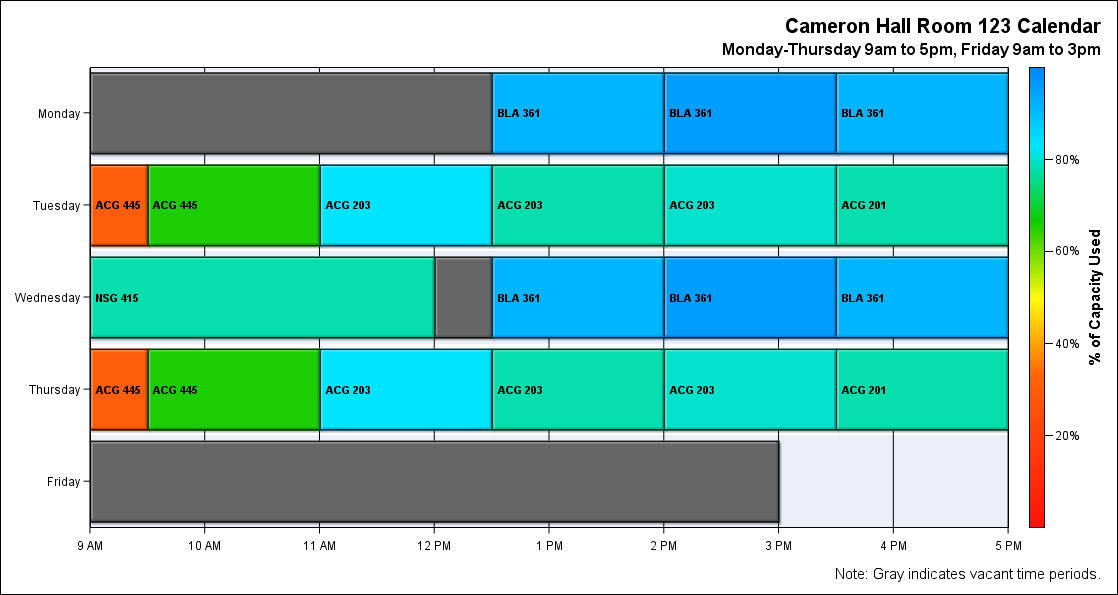 Cameron Hall Room 123 Calendar
Monday-Thursday 9am to 5pm, Friday 9am to 3pm
Monday
BLA 361
BLA 361
BLA 361
80%
Tuesday
ACG 445
ACG 445
ACG 203
ACG 203
ACG 203
ACG 201
60%
% of Capacity Used
Wednesday
NSG 415
BLA 361
BLA 361
BLA 361
40%
Thursday
ACG 445
ACG 445
ACG 203
ACG 203
ACG 203
ACG 201
20%
Friday
9 AM
10 AM
11 AM
12 PM
1 PM
2 PM
3 PM
4 PM
5 PM
Note: Gray indicates vacant time periods.